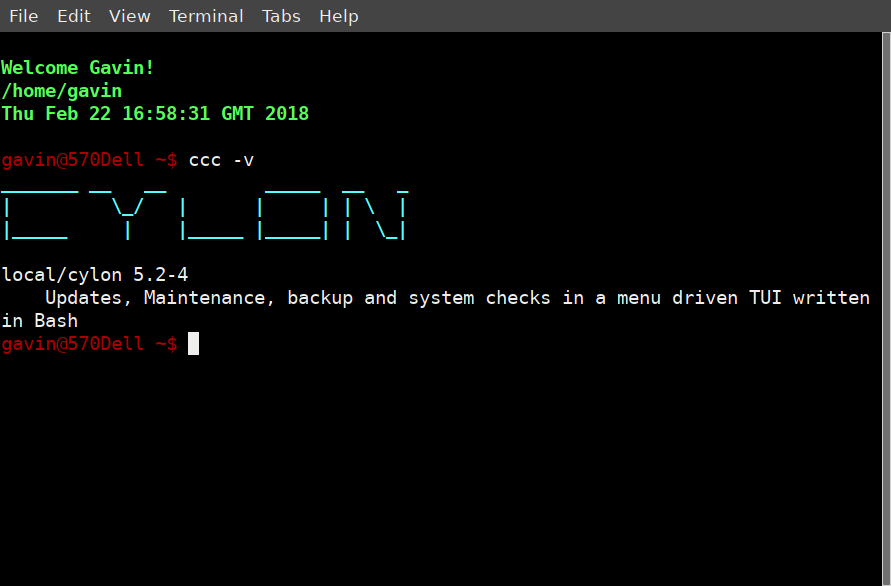 File Edit View Terminal Tabs Help
Welcome Gavin!
/home/gavin
Thu Feb 22 16:58:31 GMT 2018
gavin@570Dell ~$ ccc -v
CYLON
local/cylon 5.2-4
    Updates, Maintenance, backup and system checks in a menu driven TUI written
in Bash
gavin@570Dell ~$